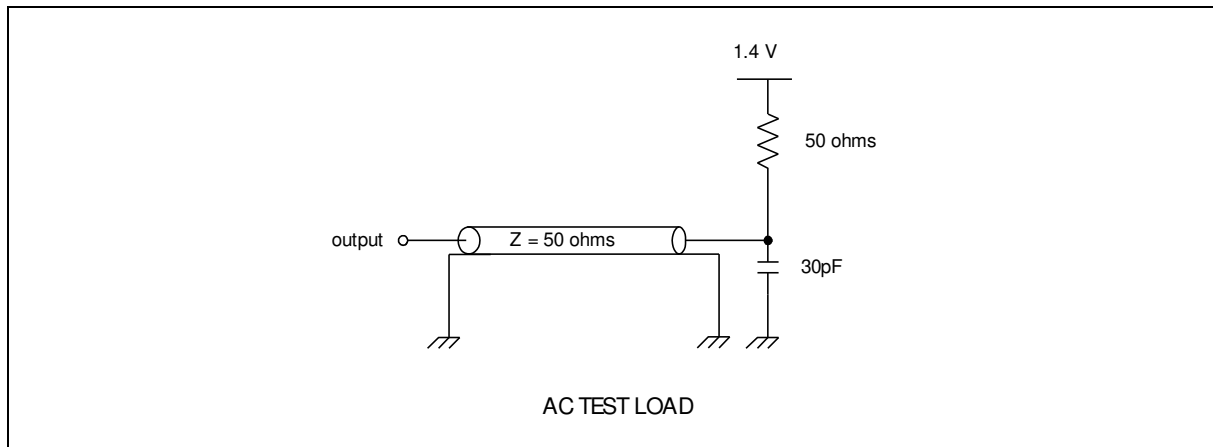 1.4 V
50 ohms
output
Z = 50 ohms
30pF
AC TEST LOAD